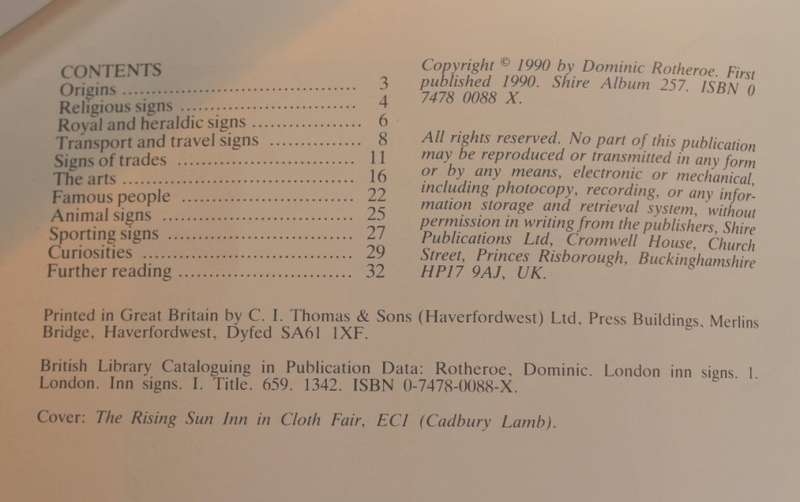 CONTENTS
Origins ..................................... 3
Religious signs ............................... 4
Royal and heraldic signs .................. 6
Transport and travel signs ............... 8
Signs of trades ............................... 11
The arts ........................................ 16
Famous people .............................. 22
Animal signs ................................. 25
Sporting signs ................................ 27
Curiosities ..................................... 29
Further reading .............................. 32
Copyright © 1990 by Dominic Rotheroe. First
published 1990. Shire Album 257. ISBN 0
7478 0088 X.
All rights reserved. No part of this publication
may be reproduced or transmitted in any form
or by any means, electronic or mechanical,
including photocopy, recording, or any infor-
mation storage and retrieval system, without
permission in writing from the publishers, Shire
Publications Ltd, Cromwell House, Church
Street, Princes Risborough, Buckinghamshire
HP17 9AJ, UK.
Printed in Great Britain by C. I. Thomas & Sons (Haverfordwest) Ltd, Press Buildings, Merlins
Bridge, Haverfordwest, Dyfed SA61 1XF.
British Library Cataloguing in Publication Data: Rotheroe, Dominic. London inn signs. 1.
London. Inn signs. I. Title. 659. 1342. ISBN 0-7478-0088-X.
Cover: The Rising Sun Inn in Cloth Fair, EC1 (Cadbury Lamb).